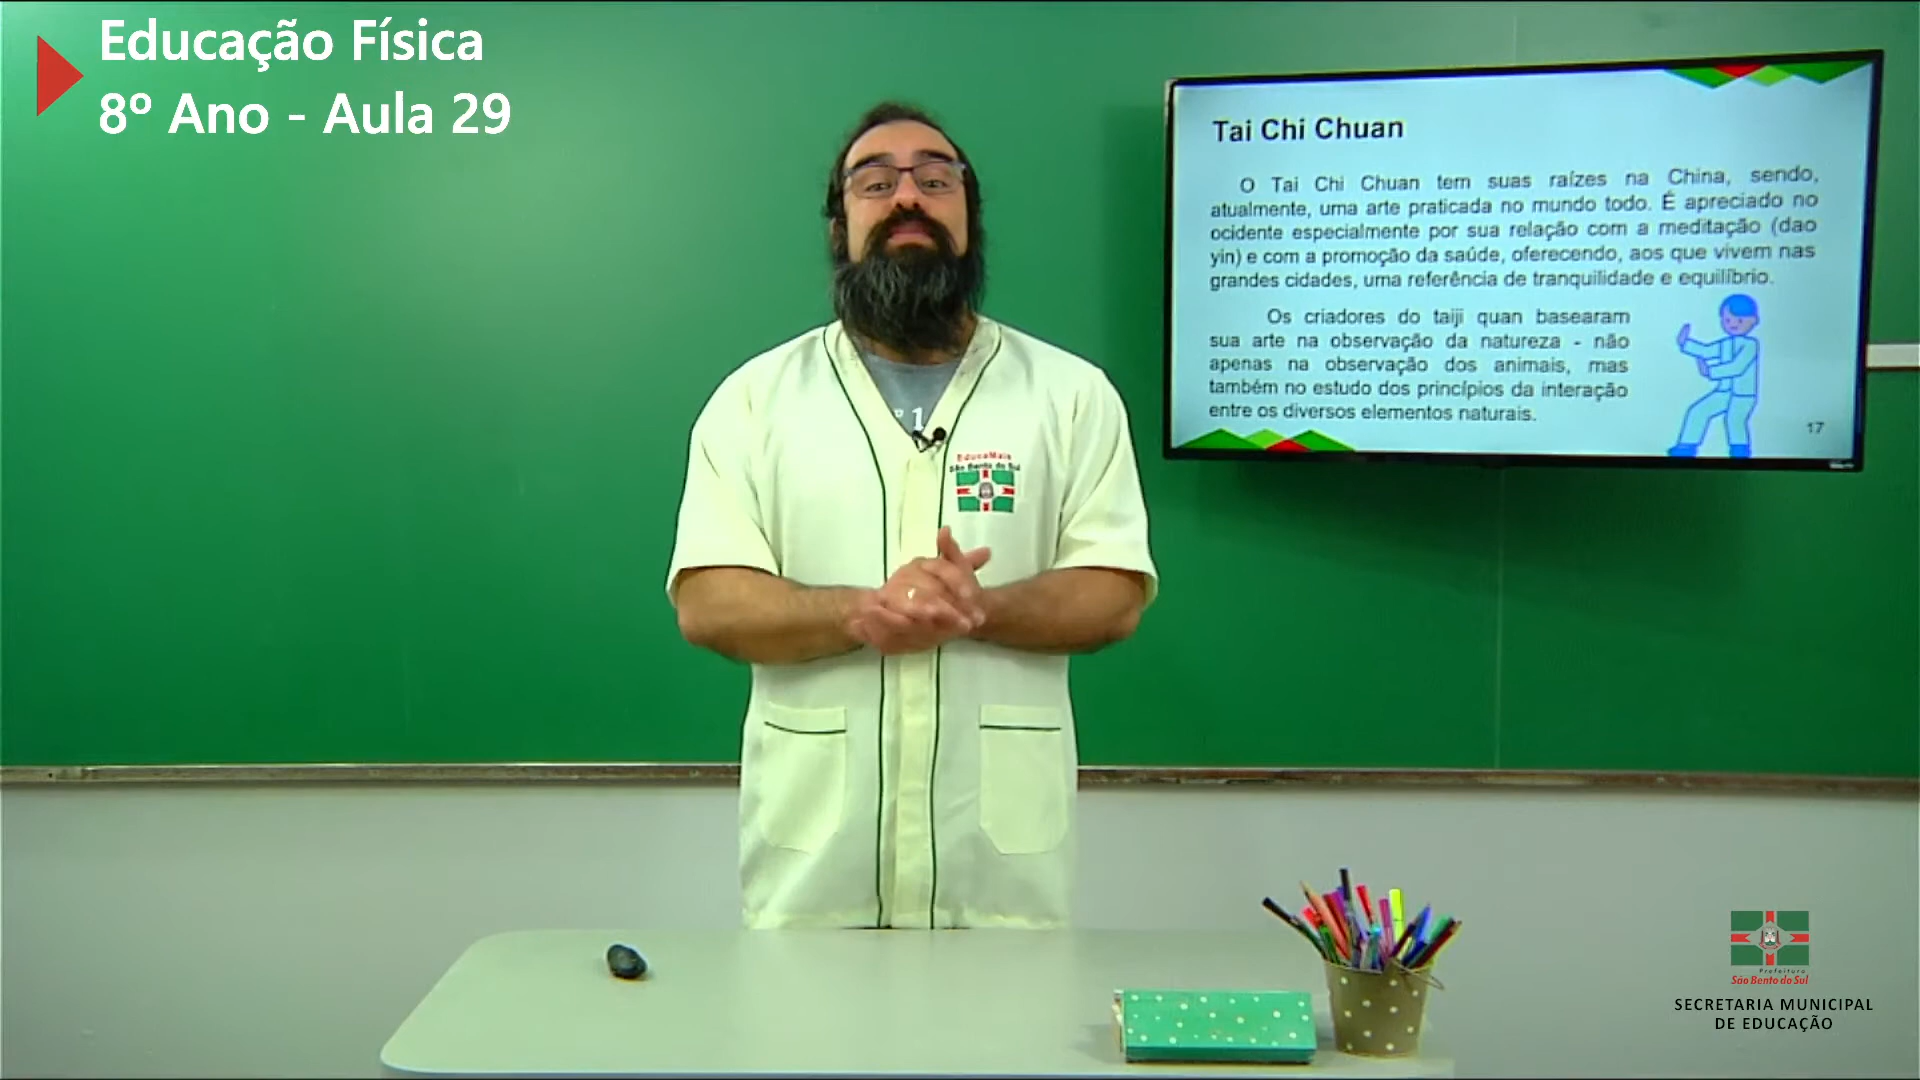 Educação Física
8º Ano - Aula 29
Tai Chi Chuan
O Tai Chi Chuan tem suas raízes na China, sendo,
atualmente, uma arte praticada no mundo todo. É apreciado no
ocidente especialmente por sua relação com a meditação (dao
yin) e com a promoção da saúde, oferecendo, aos que vivem nas
grandes cidades, uma referência de tranquilidade e equilíbrio.
Os criadores do taiji quan basearam
sua arte na observação da natureza - não
apenas na observação dos animais, mas
também no estudo dos princípios da interação
entre os diversos elementos naturais.
17
EducaMais
São Bento do Sul
Prefeitura
São Bento do Sul
SECRETARIA MUNICIPAL
DE EDUCAÇÃO